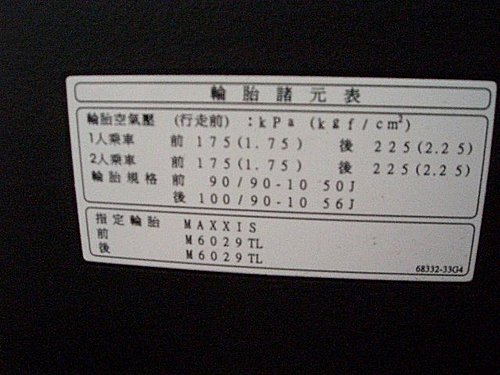 輪胎諸元表
輪胎空氣壓 (行走前) :kPa (kgf/cm²)
1人乘車 前 175(1.75) 後 225(2.25)
2人乘車 前 175(1.75) 後 225(2.25)
輪胎規格 前 90/90-10 50J
後 100/90-10 56J
指定輪胎 MAXXIS
前 M6029TL
後 M6029TL
68332-33G4